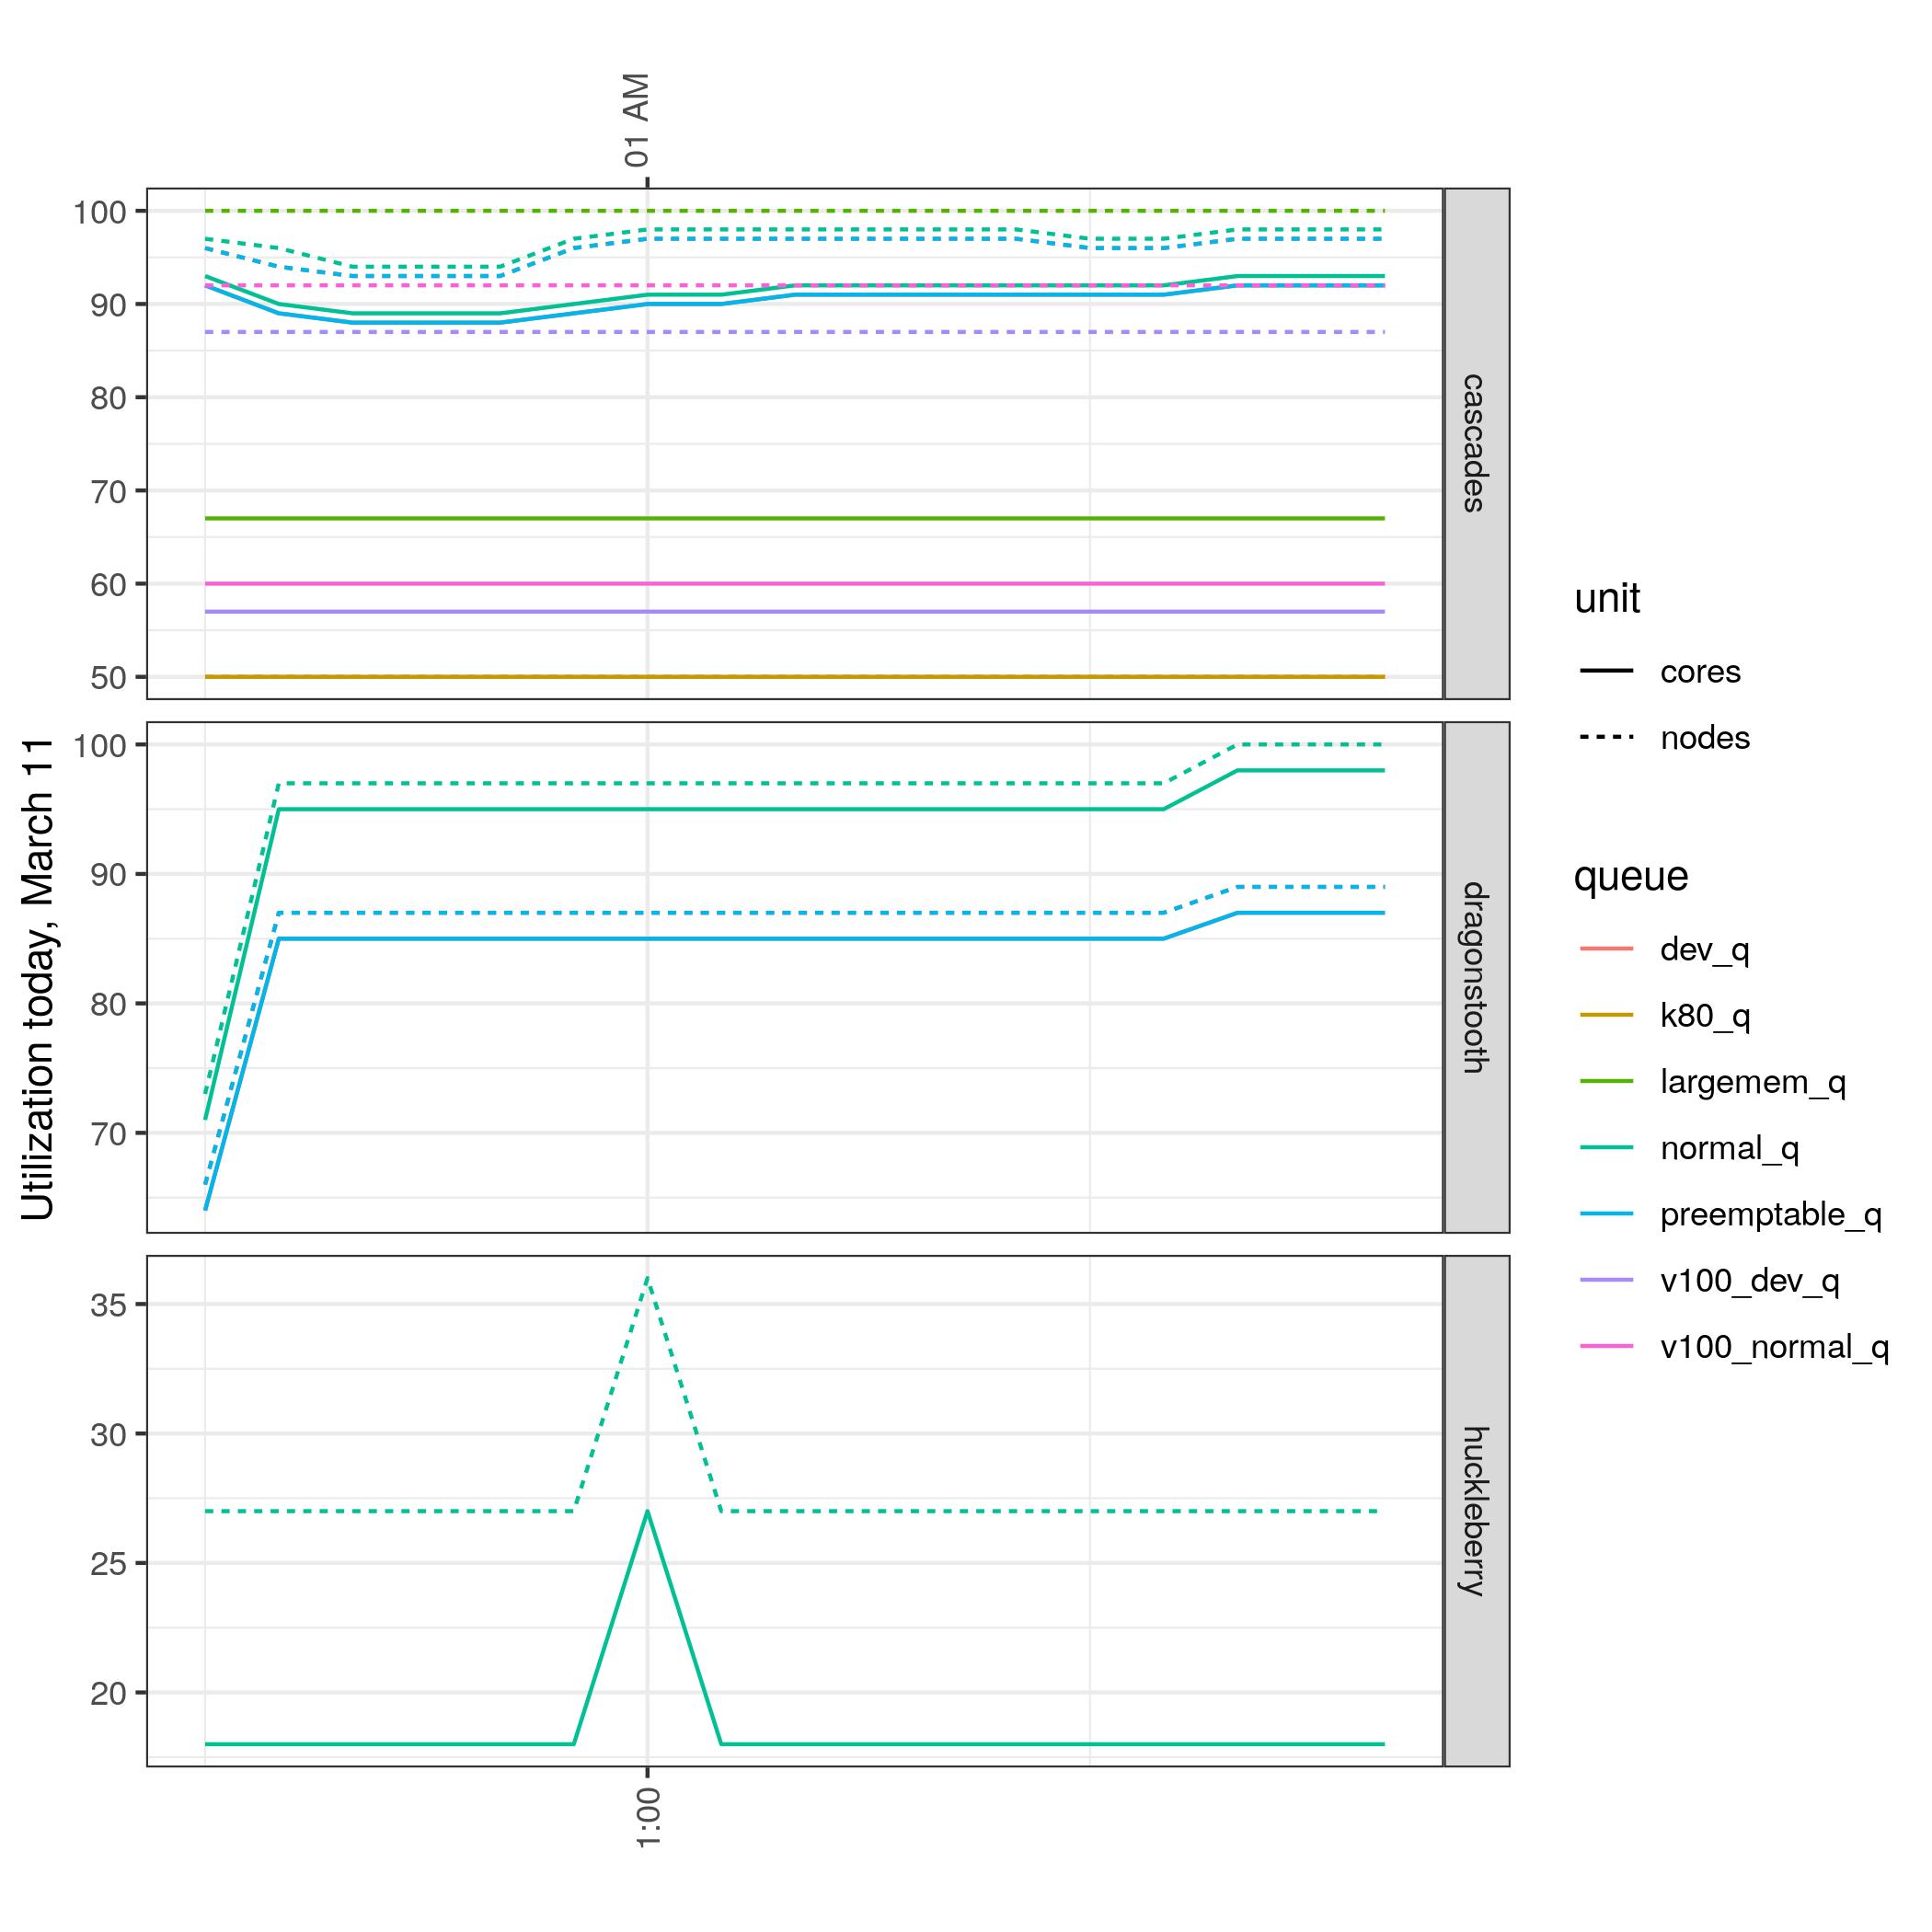 01 AM
100
90
80
70
60
50
cascades
100
90
80
70
dragonstooth
35
30
25
20
huckleberry
1:00
Utilization today, March 11
unit
cores
nodes
queue
dev_q
k80_q
largemem_q
normal_q
preemptable_q
v100_dev_q
v100_normal_q